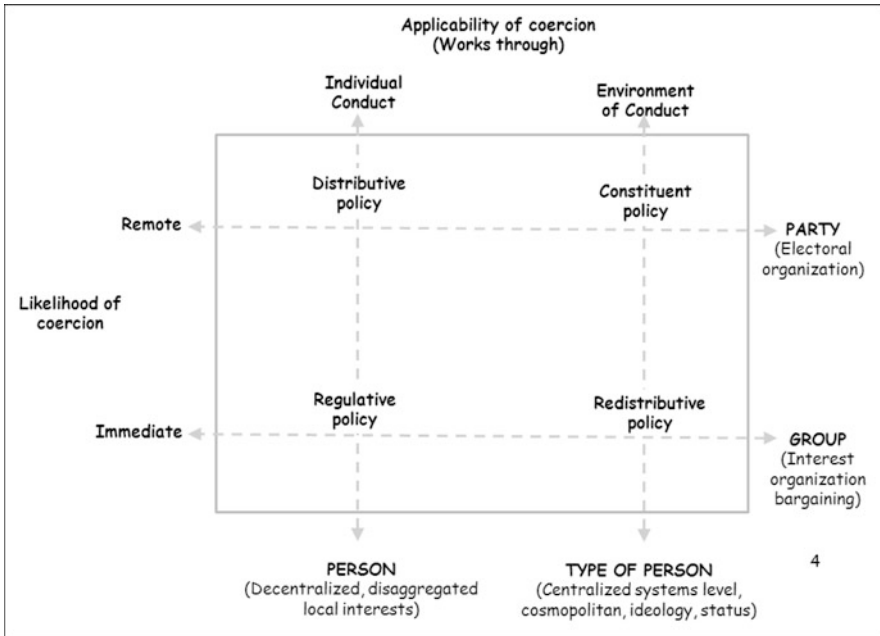 Applicability of coercion
(Works through)
Individual
Conduct
Environment
of Conduct
Distributive
policy
Constituent
policy
Remote
PARTY
(Electoral
organization)
Likelihood of
coercion
Regulative
policy
Redistributive
policy
Immediate
GROUP
(Interest
organization
bargaining)
PERSON
(Decentralized, disaggregated
local interests)
TYPE OF PERSON
(Centralized systems level,
cosmopolitan, ideology, status)
4